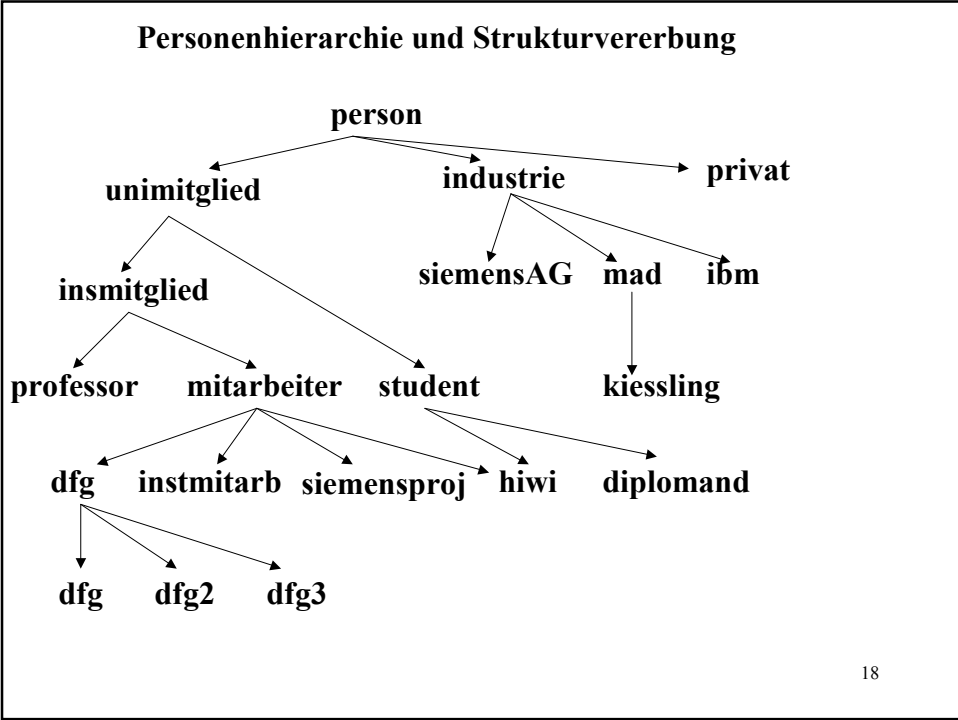 Personenhierarchie und Strukturvererbung
person
unimitglied industrie privat
insmitglied siemensAG mad ibm
professor mitarbeiter student kiessling
dfg instmitarb siemensproj hiwi diplomand
dfg dfg2 dfg3
18